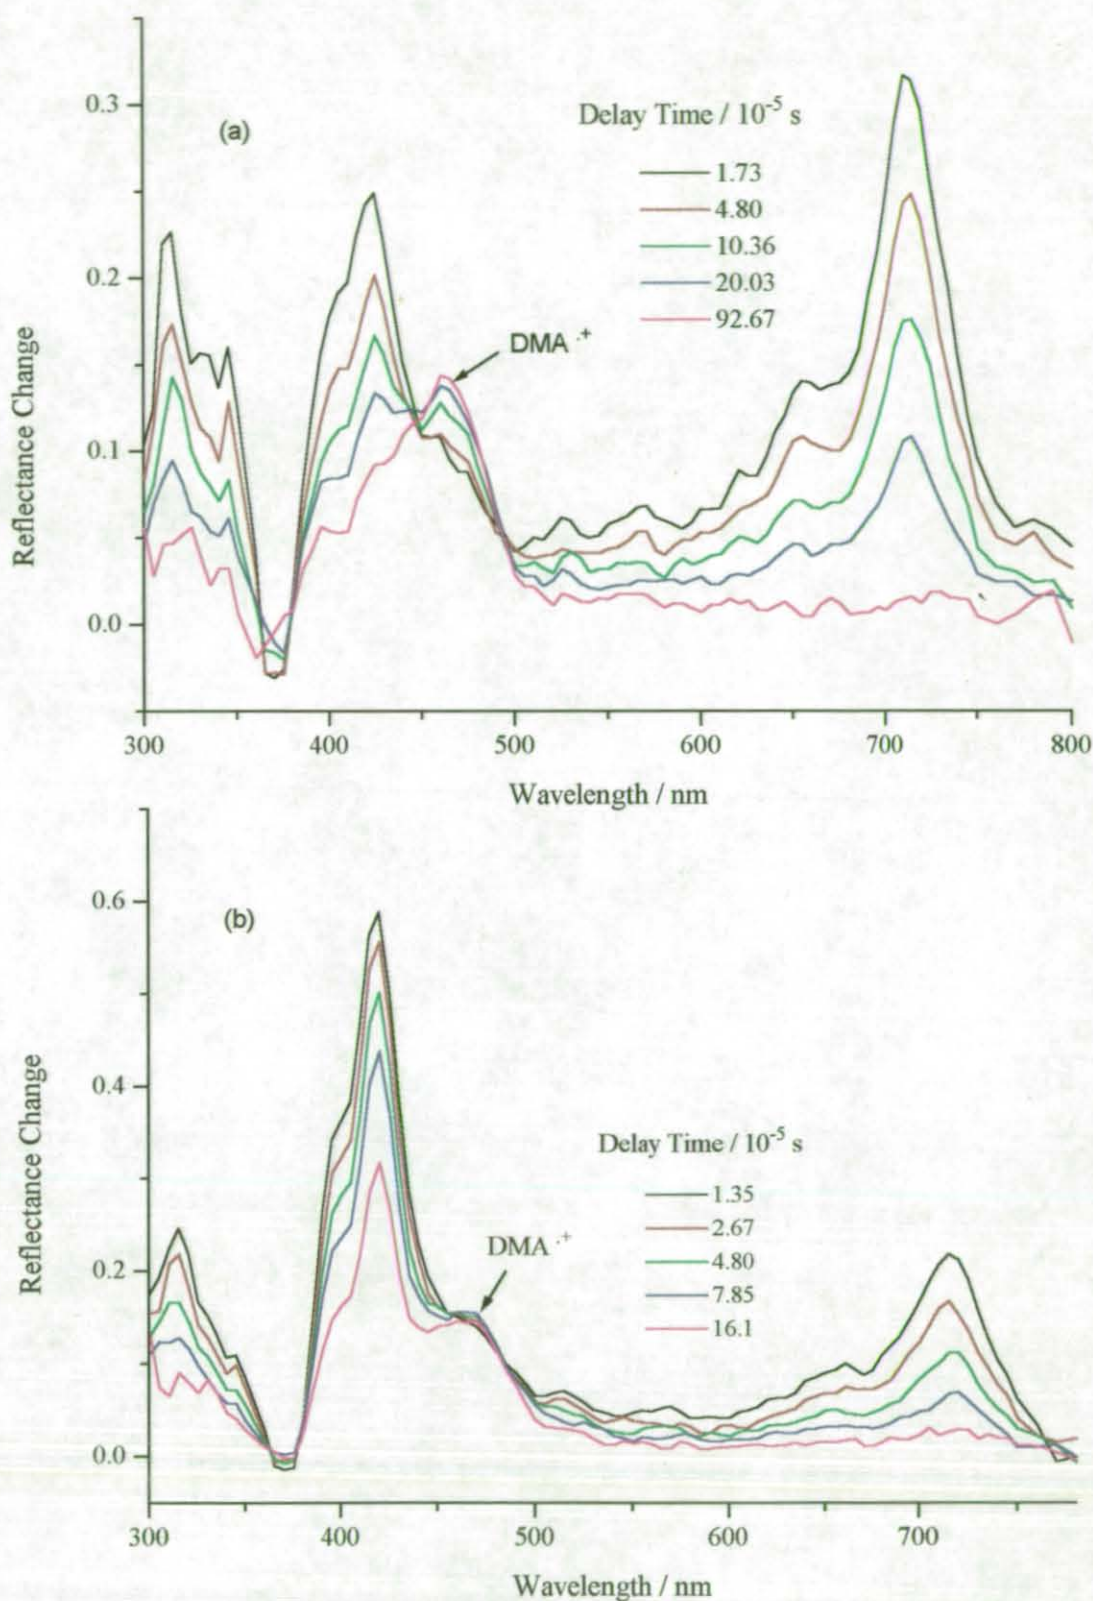 (a)
Delay Time / 10⁻⁵ s
1.73
4.80
10.36
20.03
92.67
DMA ·+
Reflectance Change
0.3
0.2
0.1
0.0
300 400 500 600 700 800
Wavelength / nm
(b)
Delay Time / 10⁻⁵ s
1.35
2.67
4.80
7.85
16.1
DMA ·+
Reflectance Change
0.6
0.4
0.2
0.0
300 400 500 600 700
Wavelength / nm